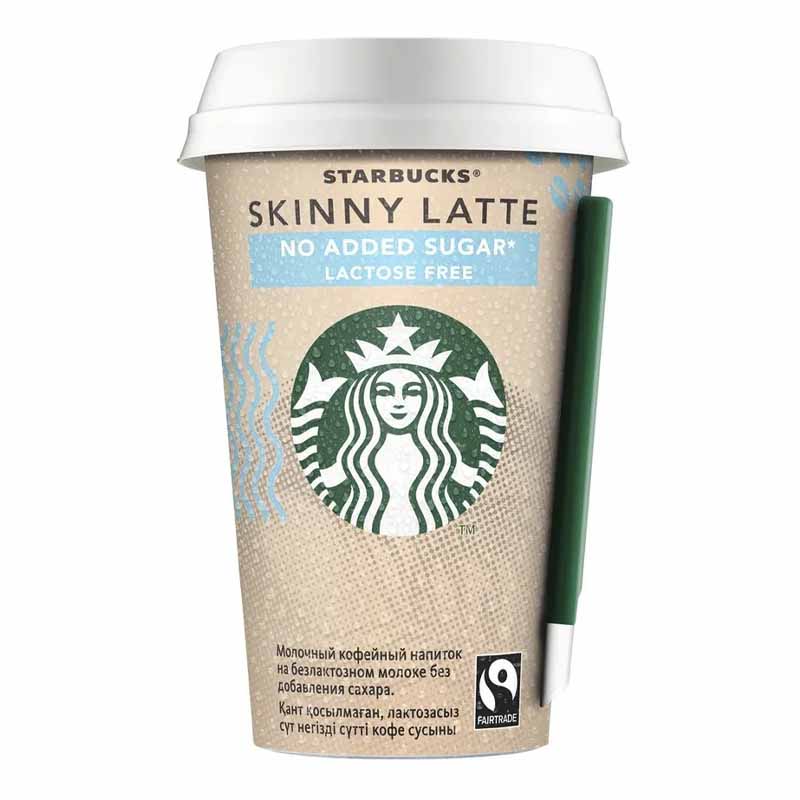 STARBUCKS®
SKINNY LATTE
NO ADDED SUGAR*
LACTOSE FREE
TM
Молочный кофейный напиток
на безлактозном молоке без
добавления сахара.
Қант қосылмаған, лактозасыз
сүт негізді сүтті кофе сусыны
FAIRTRADE